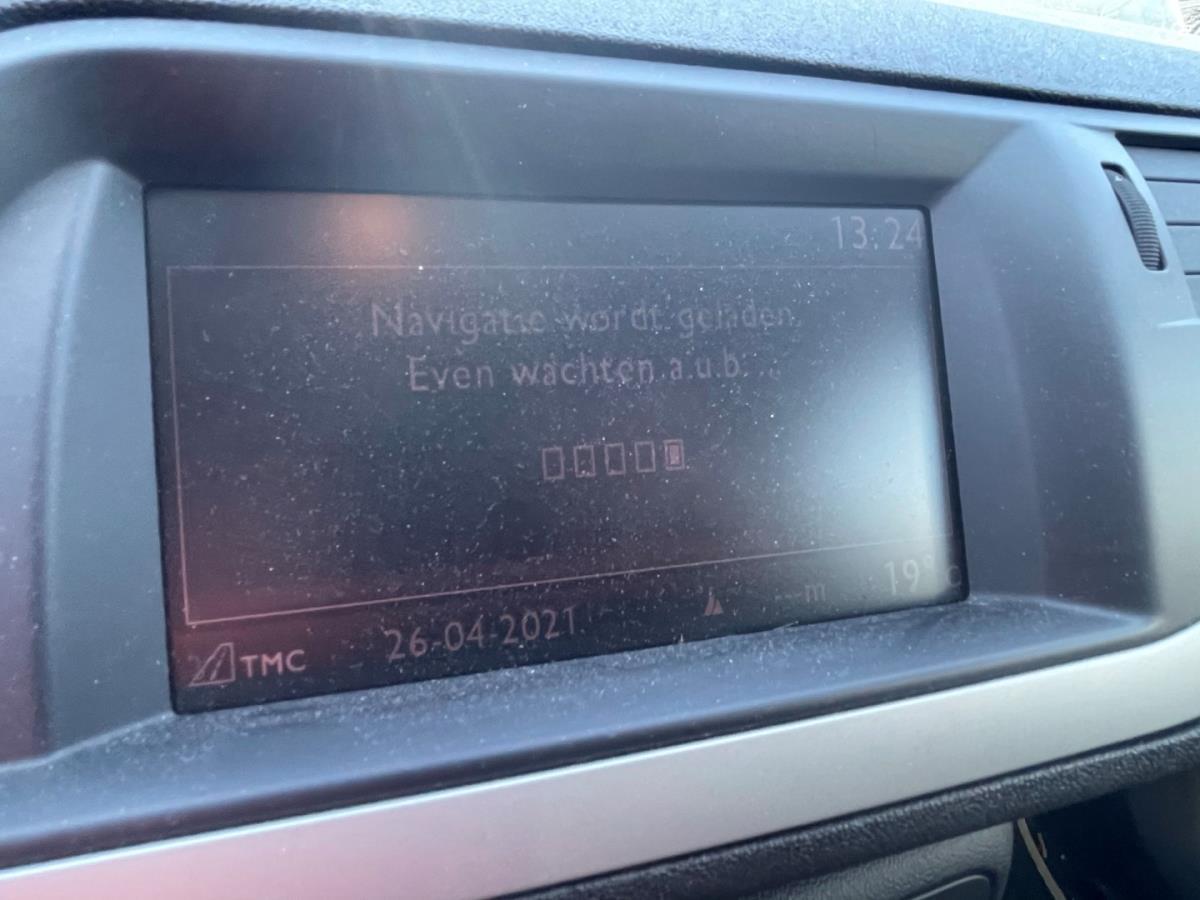 13:24
Navigatie wordt geladen.
Even wachten a.u.b. ...
TMC 26-04-2021 ---m 19°C